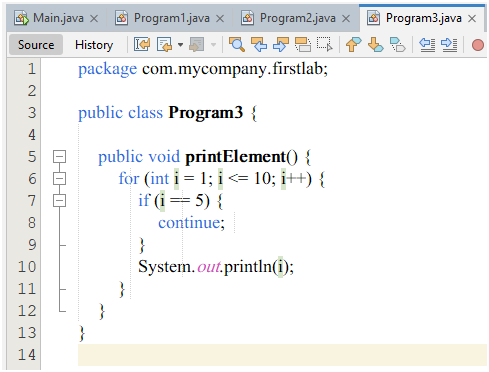 Main.java × Program1.java × Program2.java × Program3.java ×
Source History
1 package com.mycompany.firstlab;
2
3 public class Program3 {
4
5 public void printElement() {
6 for (int i = 1; i <= 10; i++) {
7 if (i == 5) {
8 continue;
9 }
10 System.out.println(i);
11 }
12 }
13 }
14